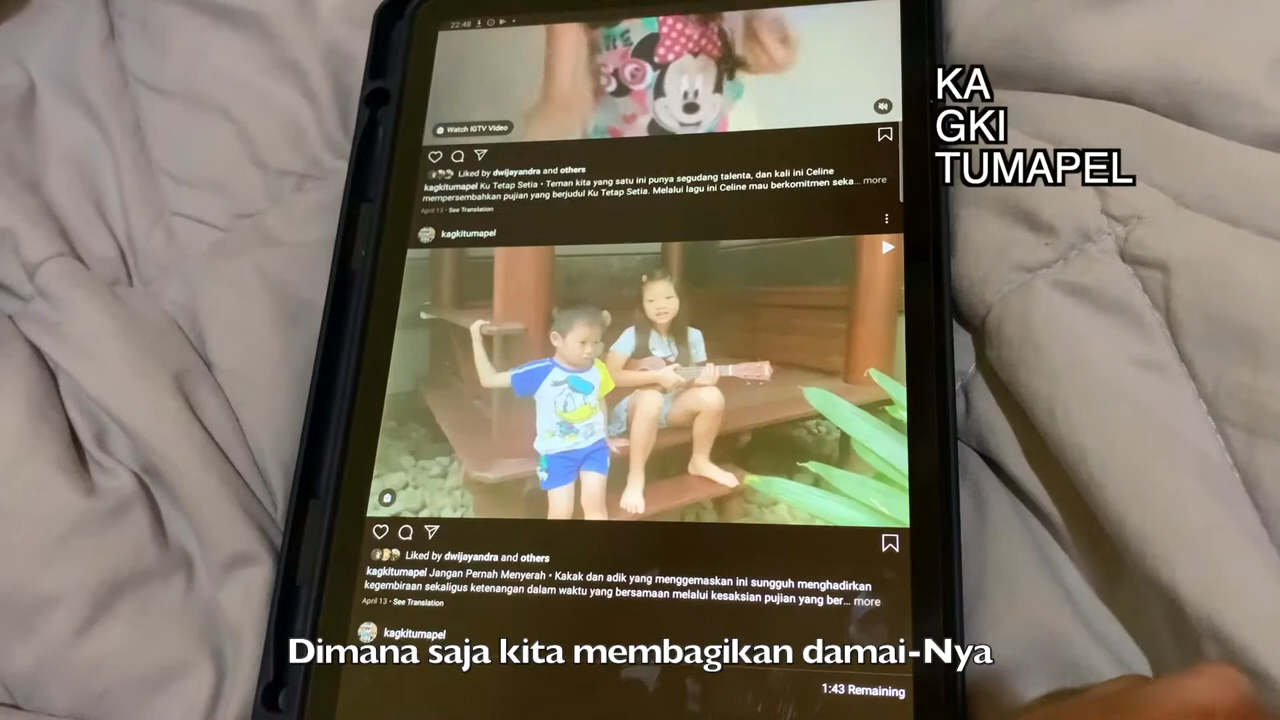 22:48
Watch IGTV Video
Liked by dwijayandra and others
kagkitumapel Ku Tetap Setia • Teman kita yang satu ini punya segudang talenta, dan kali ini Celine
mempersembahkan pujian yang berjudul Ku Tetap Setia. Melalui lagu ini Celine mau berkomitmen seka... more
April 13 • See Translation
kagkitumapel
Liked by dwijayandra and others
kagkitumapel Jangan Pernah Menyerah • Kakak dan adik yang menggemaskan ini sungguh menghadirkan
kegembiraan sekaligus ketenangan dalam waktu yang bersamaan melalui kesaksian pujian yang ber... more
April 13 • See Translation
kagkitumapel
1:43 Remaining
KA
GKI
TUMAPEL
Dimana saja kita membagikan damai-Nya